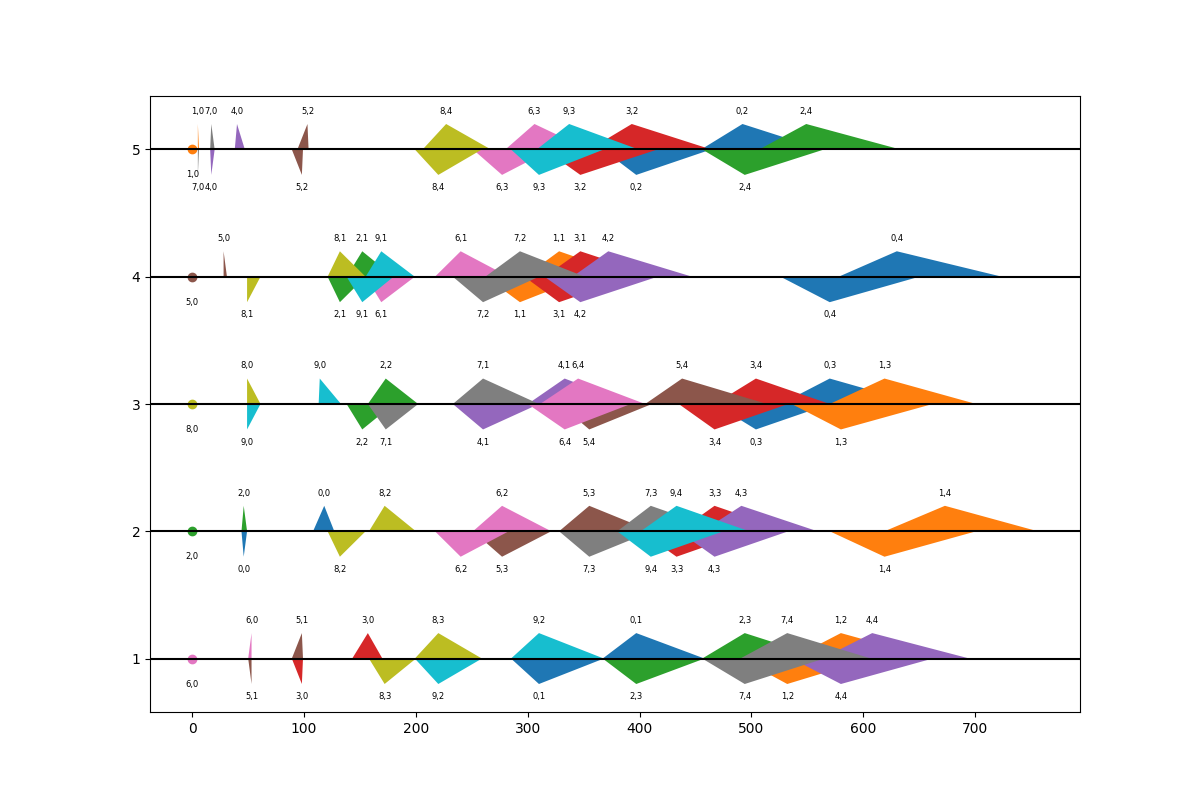 1,0 7,0 4,0 5,2 8,4 6,3 9,3 3,2 0,2 2,4
5
1,0
7,0 4,0 5,2 8,4 6,3 9,3 3,2 0,2 2,4
5,0 8,1 2,1 9,1 6,1 7,2 1,1 3,1 4,2 0,4
4
5,0
8,1 2,1 9,1 6,1 7,2 1,1 3,1 4,2 0,4
8,0 9,0 2,2 7,1 4,1 6,4 5,4 3,4 0,3 1,3
3
8,0
9,0 2,2 7,1 4,1 6,4 5,4 3,4 0,3 1,3
2,0 0,0 8,2 6,2 5,3 7,3 9,4 3,3 4,3 1,4
2
2,0
0,0 8,2 6,2 5,3 7,3 9,4 3,3 4,3 1,4
6,0 5,1 3,0 8,3 9,2 0,1 2,3 7,4 1,2 4,4
1
6,0
5,1 3,0 8,3 9,2 0,1 2,3 7,4 1,2 4,4
0 100 200 300 400 500 600 700